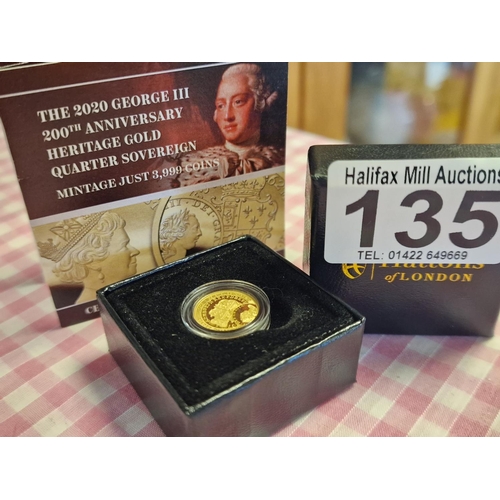 THE 2020 GEORGE III
200TH ANNIVERSARY
HERITAGE GOLD
QUARTER SOVEREIGN
MINTAGE JUST 3,999 COINS
Halifax Mill Auctions
135
TEL: 01422 649669
Hattons
of LONDON